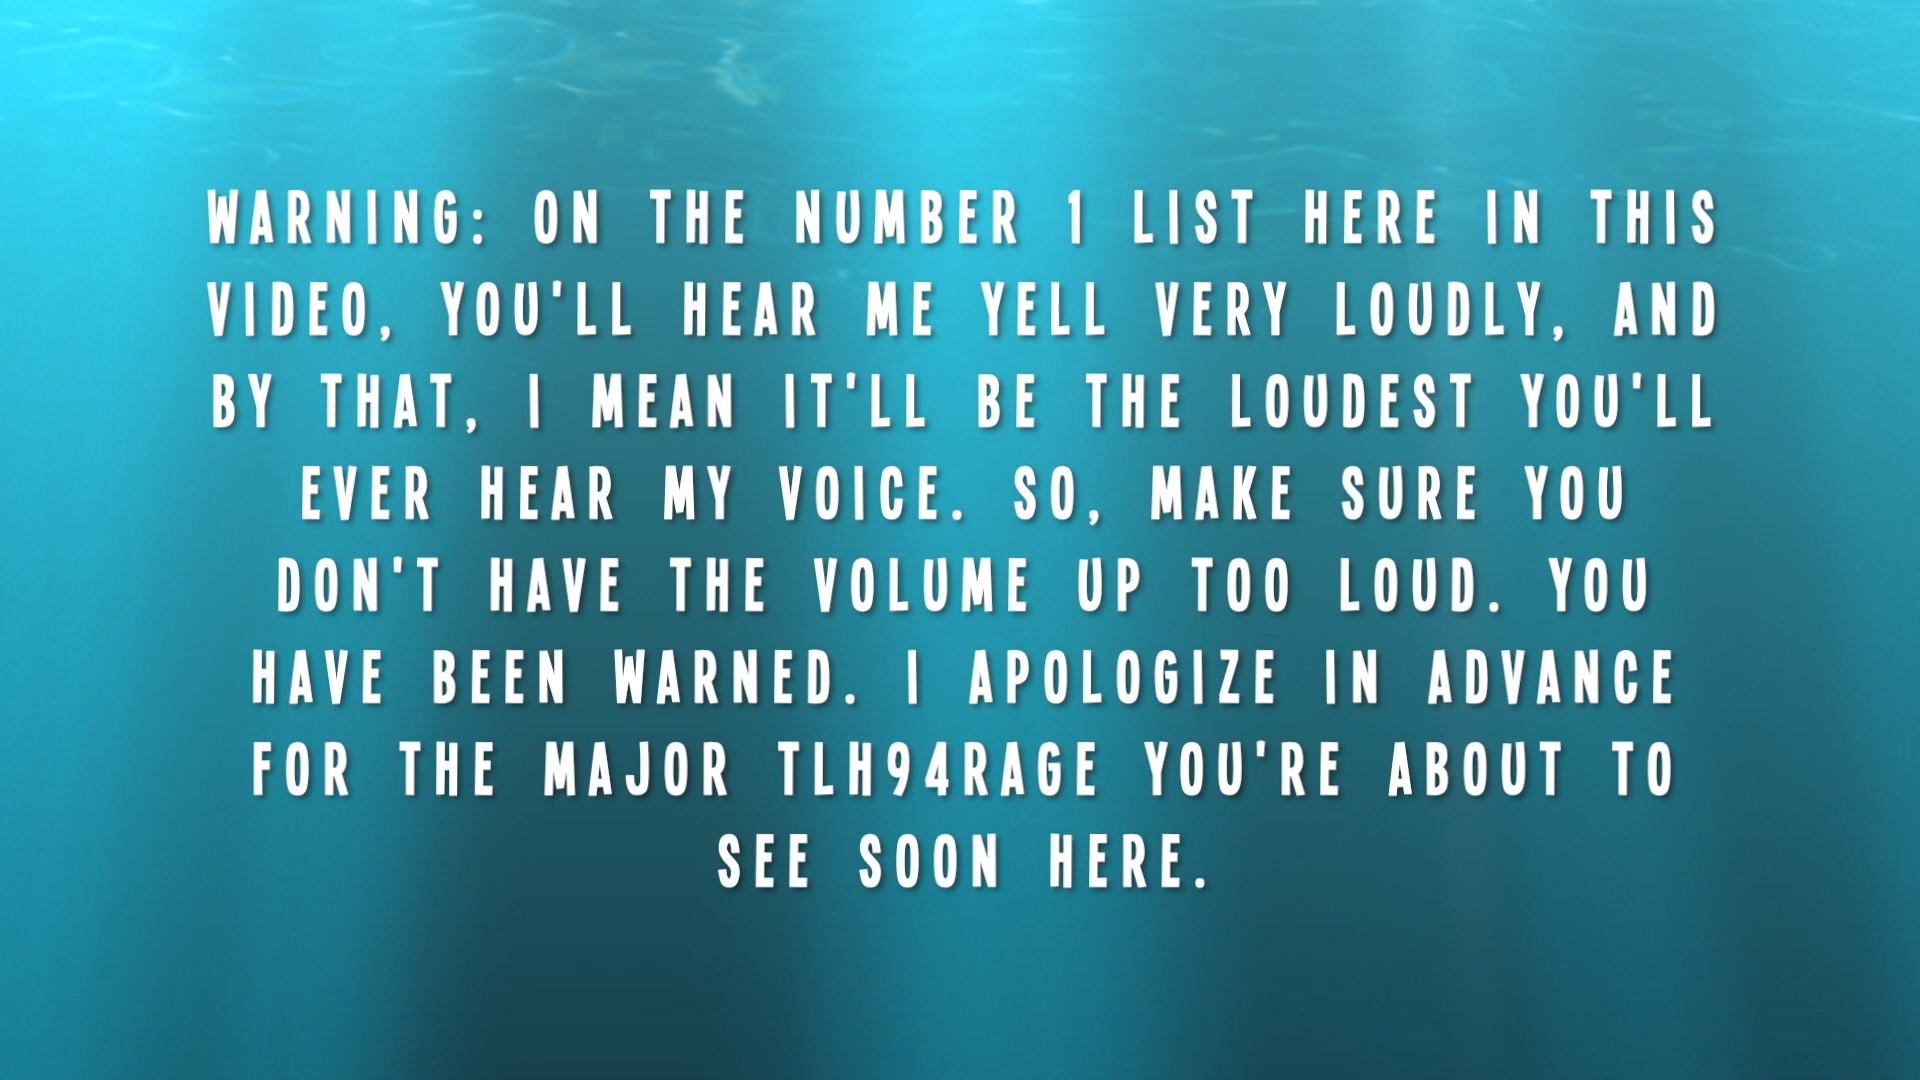 WARNING: ON THE NUMBER 1 LIST HERE IN THIS
VIDEO, YOU'LL HEAR ME YELL VERY LOUDLY, AND
BY THAT, I MEAN IT'LL BE THE LOUDEST YOU'LL
EVER HEAR MY VOICE. SO, MAKE SURE YOU
DON'T HAVE THE VOLUME UP TOO LOUD. YOU
HAVE BEEN WARNED. I APOLOGIZE IN ADVANCE
FOR THE MAJOR TLH94RAGE YOU'RE ABOUT TO
SEE SOON HERE.